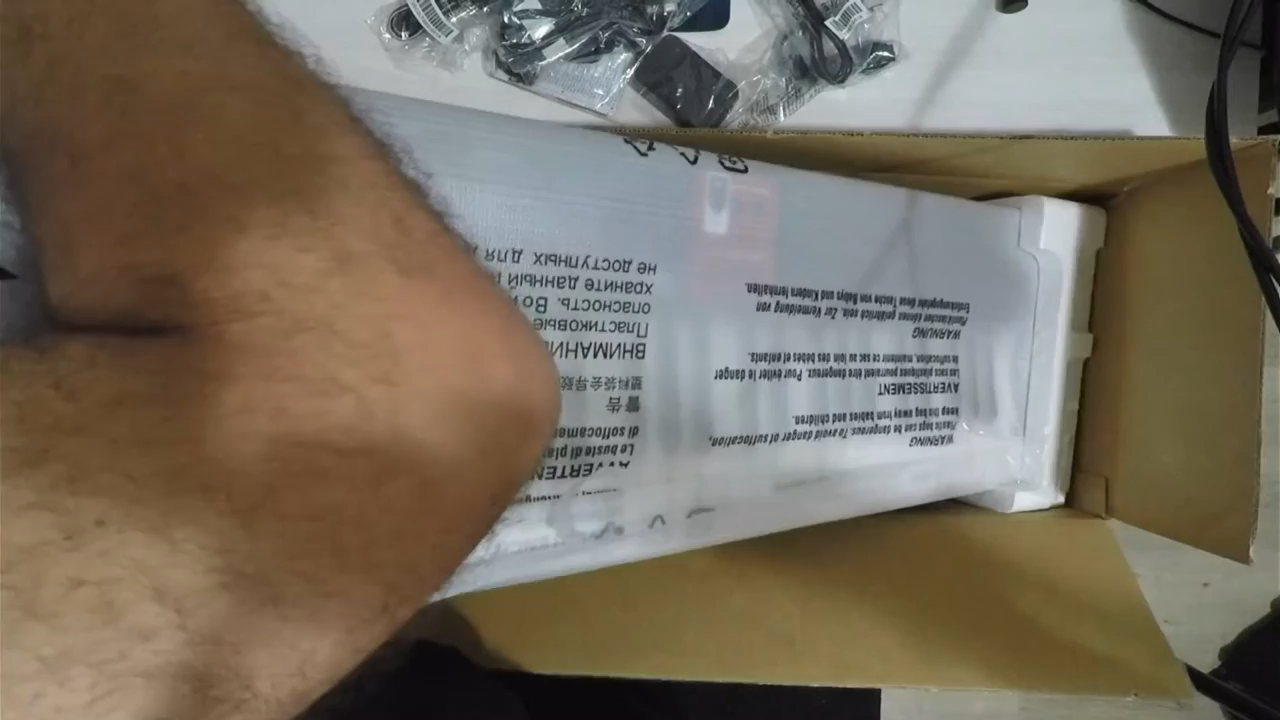 WARNING
Plastic bags can be dangerous. To avoid danger of suffocation,
keep this bag away from babies and children.
AVERTISSEMENT
Les sacs plastiques pourraient être dangereux. Pour éviter le danger
de suffocation, maintenir ce sac au loin des bébés et enfants.
WARNUNG
Plastiktaschen können gefährlich sein. Zur Vermeidung von
Erstickungsgefahr diese Tasche von Babys und Kindern fernhalten.
AVVERTEN
Le buste di pla
di soffocame
警告
塑料袋会导致
ВНИМАНИ
Пластиковые
опасность. Во
храните данный
не доступных для